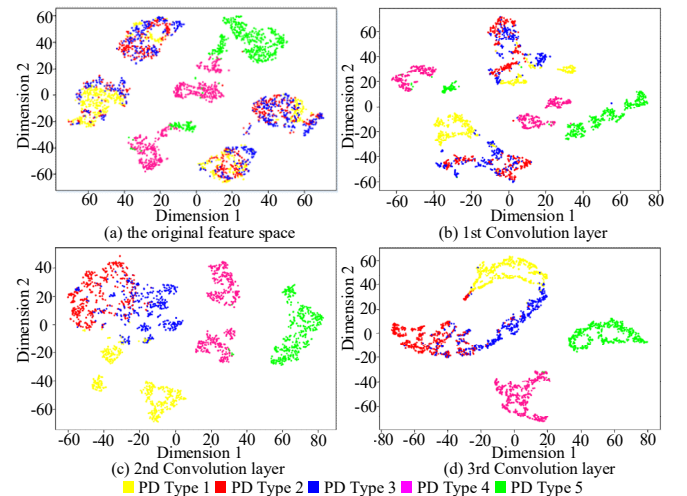 60
40
20
0
-20
-40
-60
Dimension 2
60 40 20 0 20 40 60
Dimension 1
(a) the original feature space
60
40
20
0
-20
-40
-60
Dimension 2
-60 -40 -20 0 20 40 60 80
Dimension 1
(b) 1st Convolution layer
40
20
0
-20
-40
-60
Dimension 2
-60 -40 -20 0 20 40 60 80
Dimension 1
(c) 2nd Convolution layer
60
40
20
0
-20
-40
-60
Dimension 2
-80 -60 -40 -20 0 20 40 60 80
Dimension 1
(d) 3rd Convolution layer
PD Type 1 PD Type 2 PD Type 3 PD Type 4 PD Type 5